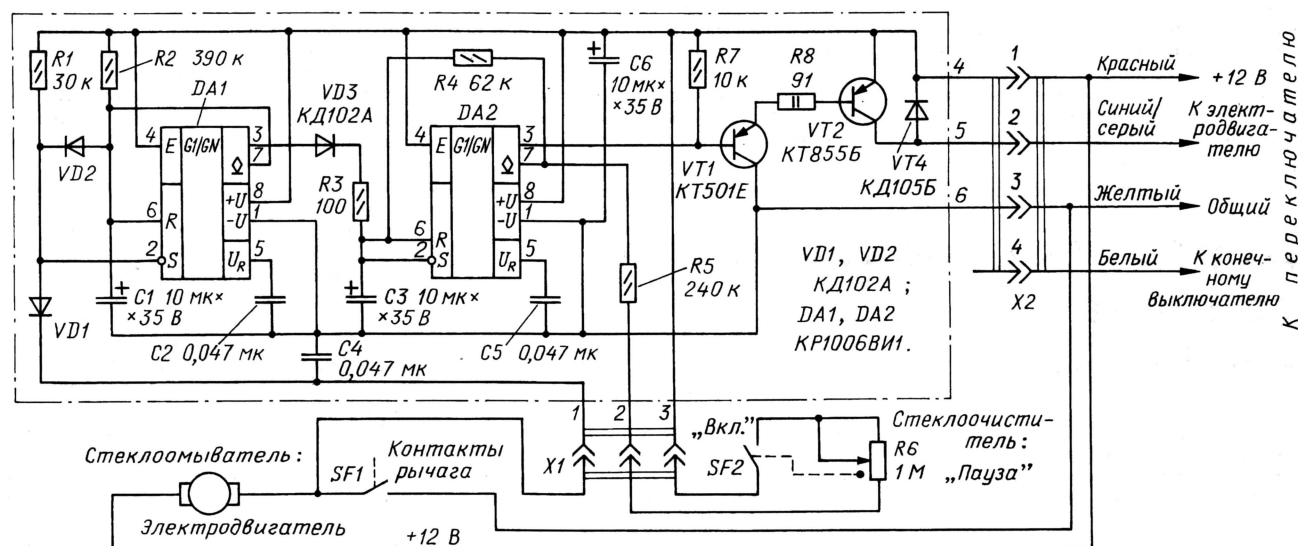 R1
30 к
R2
390 к
DA1
VD2
VD1
4
E
G1/GN
3
7
6
R
2
S
+U
-U
8
1
U_R
5
C1 10 мк×
×35 В
C2 0,047 мк
VD3
КД102А
R3
100
C3 10 мк×
×35 В
C4
0,047 мк
R4 62 к
DA2
4
E
G1/GN
3
7
6
R
2
S
+U
-U
8
1
U_R
5
C5 0,047 мк
C6
10 мк×
×35 В
R5
240 к
R7
10 к
VT1
КТ501Е
R8
91
VT2
КТ855Б
VT4
КД105Б
4
5
6
VD1, VD2
КД102А ;
DA1, DA2
КР1006ВИ1.
1
2
3
4
X2
Красный
Синий/
серый
Желтый
Белый
+12 В
К элект-
родвига-
телю
Общий
К конеч-
ному
выключателю
К переключателю
1
2
3
X1
„Вкл.”
SF2
Стеклоочисти-
тель:
R6
1 М
„Пауза”
Стеклоомыватель:
SF1
Контакты
рычага
Электродвигатель
+12 В